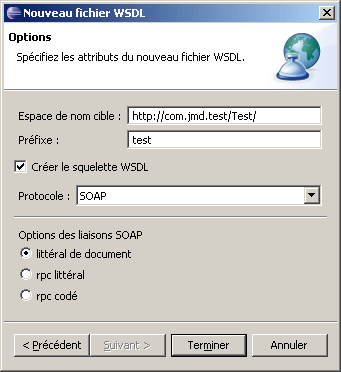 Nouveau fichier WSDL
Options
Spécifiez les attributs du nouveau fichier WSDL.
Espace de nom cible : http://com.jmd.test/Test/
Préfixe : test
Créer le squelette WSDL
Protocole : SOAP
Options des liaisons SOAP
littéral de document
rpc littéral
rpc codé
< Précédent Suivant > Terminer Annuler